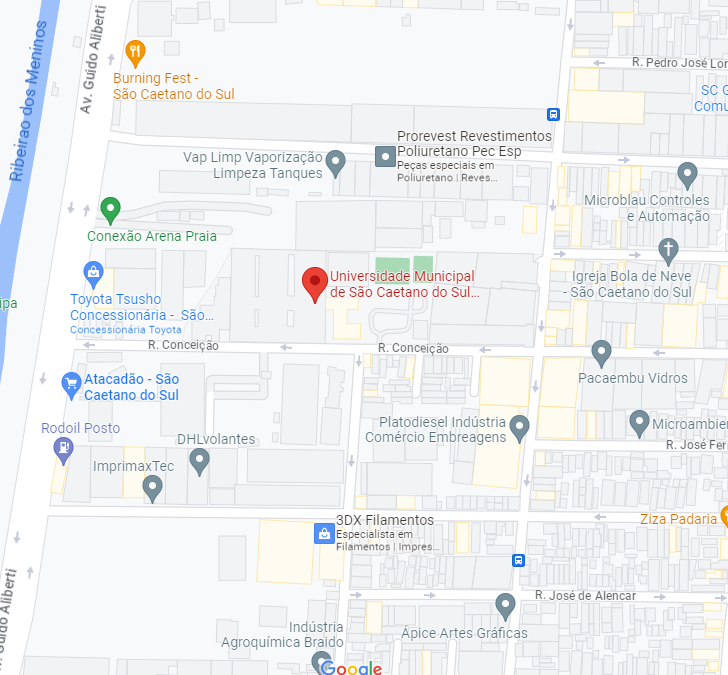 Ribeirao dos Meninos
Av. Guido Aliberti
Burning Fest -
São Caetano do Sul
R. Pedro José Lor
SC G
Comu
Prorevest Revestimentos
Poliuretano Pec Esp
Peças especiais em
Poliuretano | Reves...
Vap Limp Vaporização
Limpeza Tanques
Microblau Controles
e Automação
Conexão Arena Praia
Igreja Bola de Neve
- São Caetano do Sul
Universidade Municipal
de São Caetano do Sul...
Toyota Tsusho
Concessionária - São...
Concessionária Toyota
ipa
R. Conceição
R. Conceição
Pacaembu Vidros
Atacadão - São
Caetano do Sul
Rodoil Posto
Platodiesel Indústria
Comércio Embreagens
Microambien
R. José Fer
DHLvolantes
ImprimaxTec
3DX Filamentos
Especialista em
Filamentos | Impres...
Ziza Padaria
R. José de Alencar
Av. Guido Aliberti
Indústria
Agroquímica Braido
Ápice Artes Gráficas
Google